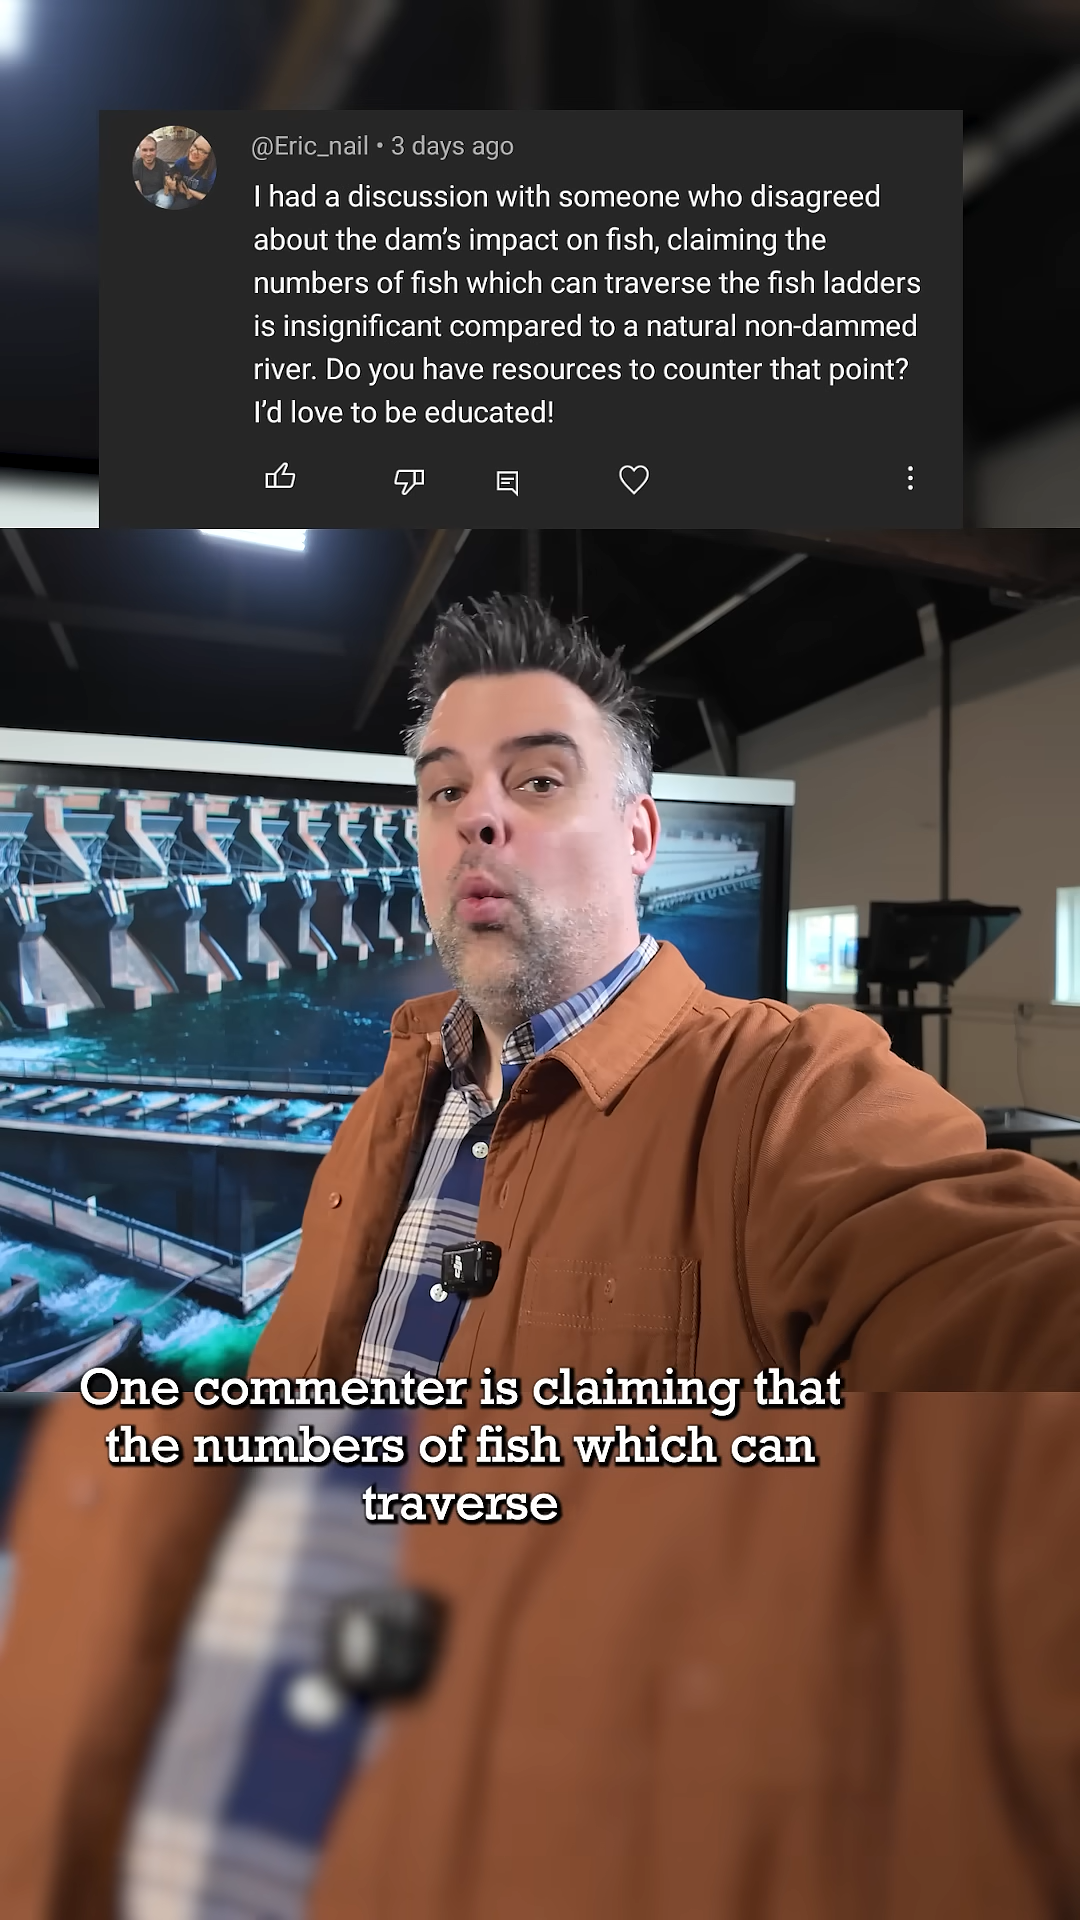 @Eric_nail • 3 days ago
I had a discussion with someone who disagreed
about the dam’s impact on fish, claiming the
numbers of fish which can traverse the fish ladders
is insignificant compared to a natural non-dammed
river. Do you have resources to counter that point?
I’d love to be educated!
One commenter is claiming that
the numbers of fish which can
traverse